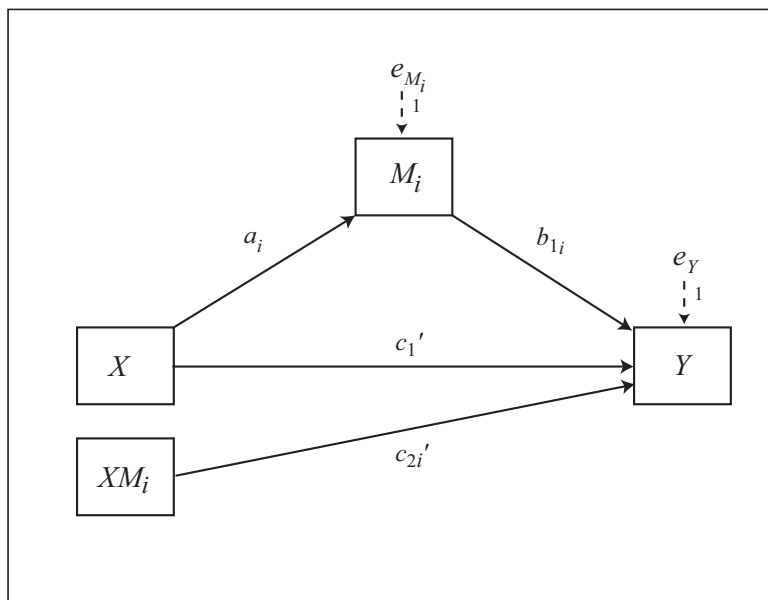 e_{M_i}
1
M_i
a_i
b_{1i}
e_Y
1
X
c_1′
Y
XM_i
c_{2i}′